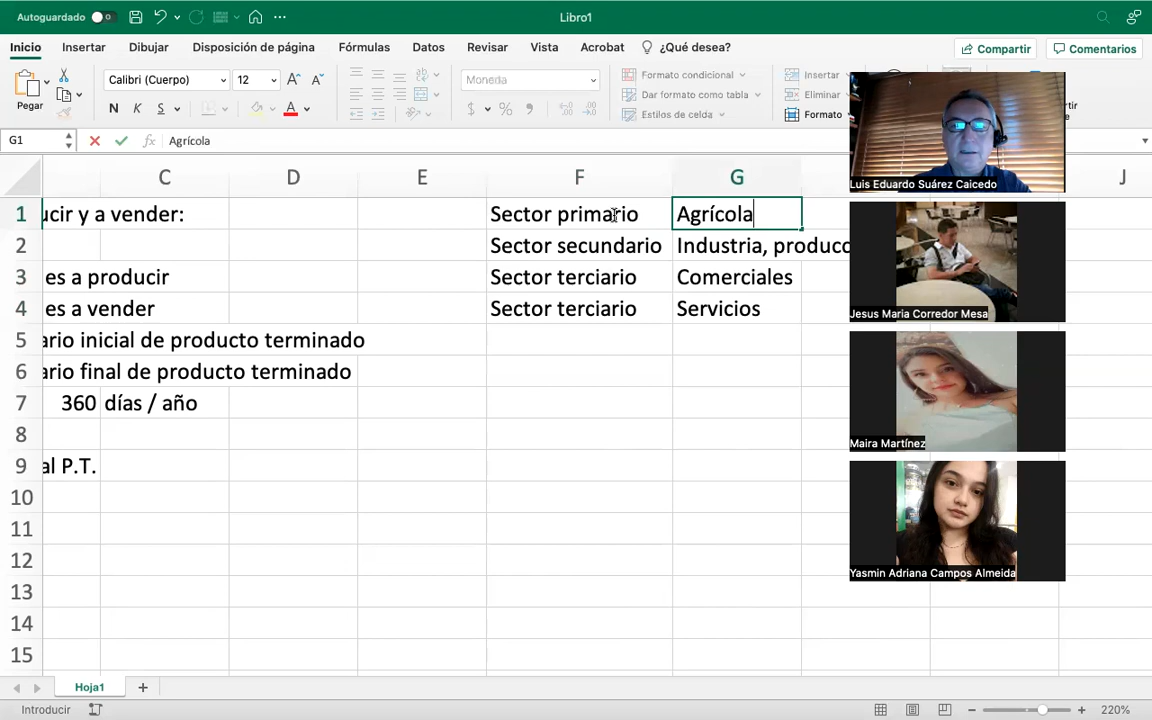 Autoguardado
Libro1
Inicio Insertar Dibujar Disposición de página Fórmulas Datos Revisar Vista Acrobat ¿Qué desea? Compartir Comentarios
Pegar
Calibri (Cuerpo) 12
N K S A
Moneda
$ % 
Formato condicional
Dar formato como tabla
Estilos de celda
Insertar
Eliminar
Formato
G1 fx Agrícola
C D E F G J
1 ucir y a vender: Sector primario Agrícola
2 Sector secundario Industria, producc
3 es a producir Sector terciario Comerciales
4 es a vender Sector terciario Servicios
5 ario inicial de producto terminado
6 ario final de producto terminado
7 360 días / año
8
9 al P.T.
10
11
12
13
14
15
Luis Eduardo Suárez Caicedo
Jesus Maria Corredor Mesa
Maira Martínez
Yasmin Adriana Campos Almeida
Hoja1 +
Introducir 220%